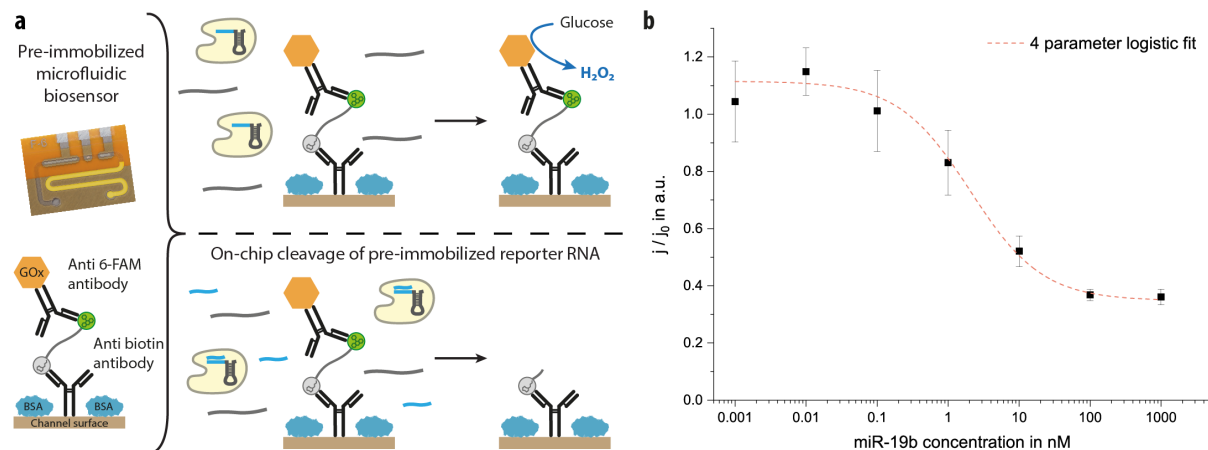 a
Pre-immobilized
microfluidic
biosensor
Glucose
H₂O₂
On-chip cleavage of pre-immobilized reporter RNA
GOx
Anti 6-FAM
antibody
Anti biotin
antibody
BSA
BSA
Channel surface
b
4 parameter logistic fit
j / j₀ in a.u.
1.2
1.0
0.8
0.6
0.4
0.2
0.0
0.001
0.01
0.1
1
10
100
1000
miR-19b concentration in nM